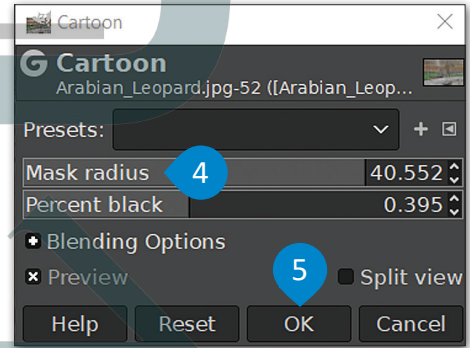 Cartoon
Cartoon
Arabian_Leopard.jpg-52 ([Arabian_Leop...
Presets:
Mask radius 4 40.552
Percent black 0.395
Blending Options
5
Preview Split view
Help Reset OK Cancel